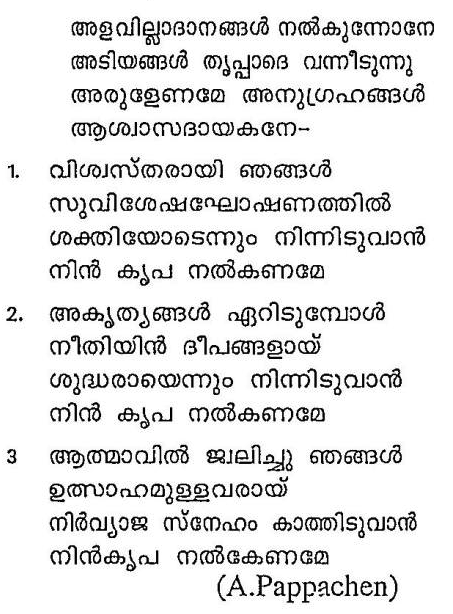 അളവില്ലാദാനങ്ങൾ നൽകുന്നോനേ
അടിയങ്ങൾ തൃപ്പാദെ വന്നീടുന്നു
അരുളേണമേ അനുഗ്രഹങ്ങൾ
ആശ്വാസദായകനേ–
1. വിശ്വസ്തരായി ഞങ്ങൾ
സുവിശേഷഘോഷണത്തിൽ
ശക്തിയോടെന്നും നിന്നിടുവാൻ
നിൻ കൃപ നൽകണമേ
2. അകൃത്യങ്ങൾ ഏറിടുമ്പോൾ
നീതിയിൻ ദീപങ്ങളായ്
ശുദ്ധരായെന്നും നിന്നിടുവാൻ
നിൻ കൃപ നൽകണമേ
3 ആത്മാവിൽ ജ്വലിച്ചു ഞങ്ങൾ
ഉത്സാഹമുള്ളവരായ്
നിർവ്യാജ സ്നേഹം കാത്തിടുവാൻ
നിൻകൃപ നൽകേണമേ
(A.Pappachen)